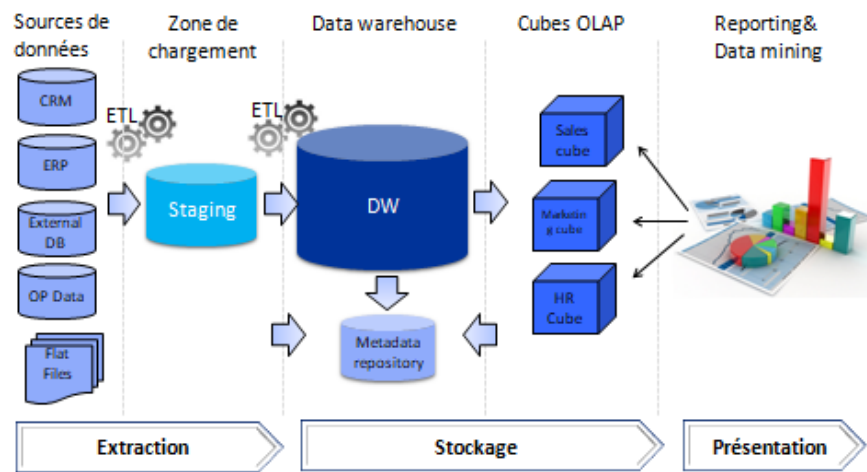 Sources de
données
Zone de
chargement
Data warehouse
Cubes OLAP
Reporting&
Data mining
CRM
ERP
External
DB
OP Data
Flat
Files
ETL
Staging
ETL
DW
Metadata
repository
Sales
cube
Marketin
g cube
HR
Cube
Extraction
Stockage
Présentation